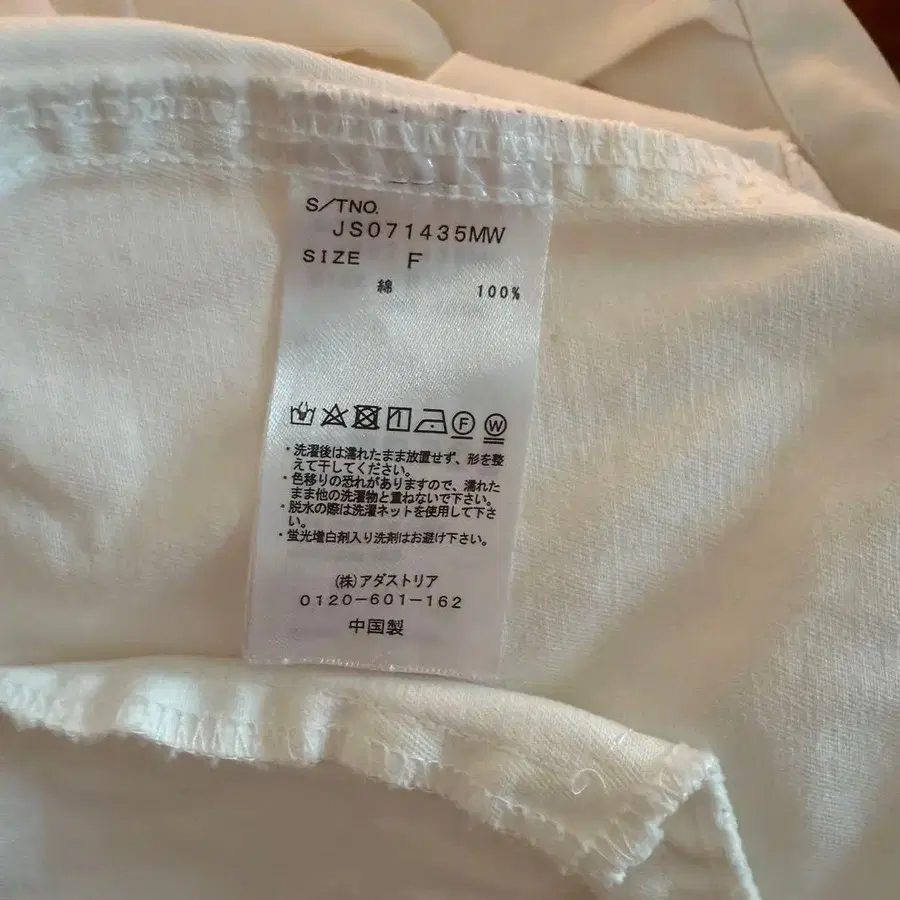 S/TNO.
JS071435MW
SIZE F
綿 100%
F W
・洗濯後は濡れたまま放置せず、形を整
えて干してください。
・色移りの恐れがありますので、濡れた
まま他の洗濯物と重ねないで下さい。
・脱水の際は洗濯ネットを使用して下さ
い。
・蛍光増白剤入り洗剤はお避け下さい。
(株)アダストリア
0120-601-162
中国製